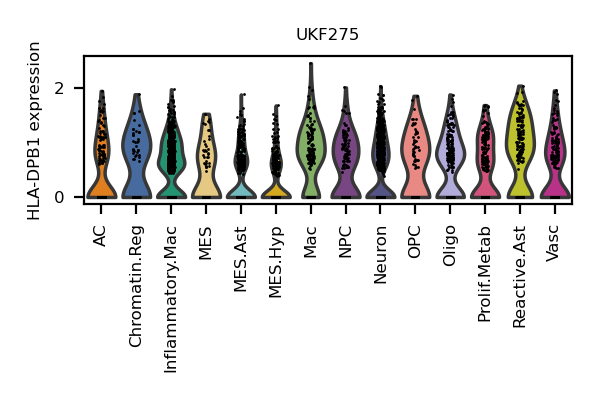 UKF275
HLA-DPB1 expression
2
0
AC
Chromatin.Reg
Inflammatory.Mac
MES
MES.Ast
MES.Hyp
Mac
NPC
Neuron
OPC
Oligo
Prolif.Metab
Reactive.Ast
Vasc